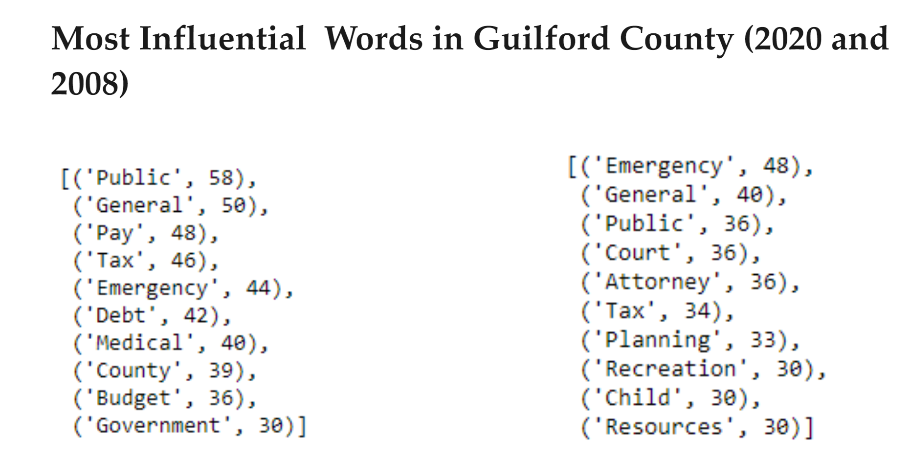 Most Influential Words in Guilford County (2020 and
2008)
[('Public', 58),
('General', 50),
('Pay', 48),
('Tax', 46),
('Emergency', 44),
('Debt', 42),
('Medical', 40),
('County', 39),
('Budget', 36),
('Government', 30)]
[('Emergency', 48),
('General', 40),
('Public', 36),
('Court', 36),
('Attorney', 36),
('Tax', 34),
('Planning', 33),
('Recreation', 30),
('Child', 30),
('Resources', 30)]